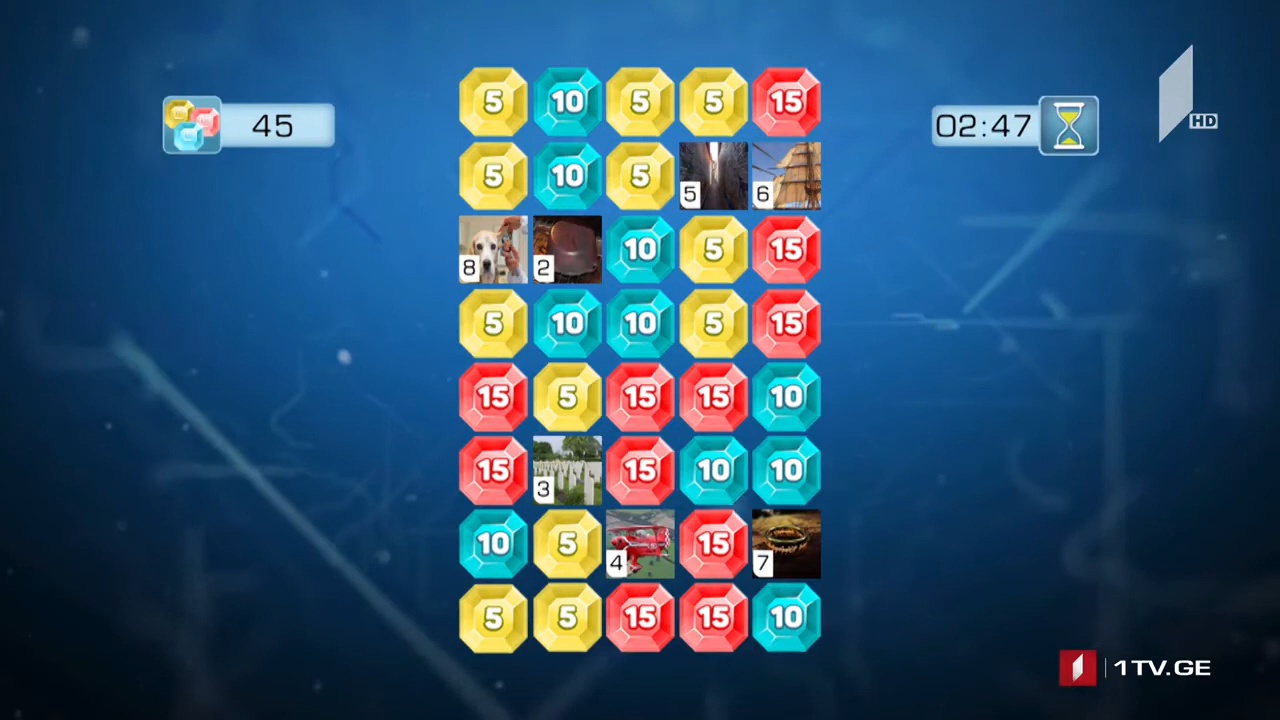 45
02:47
HD
5 10 5 5 15
5 10 5 5 6
8 2 10 5 15
5 10 10 5 15
15 5 15 15 10
15 3 15 10 10
10 5 4 15 7
5 5 15 15 10
1TV.GE